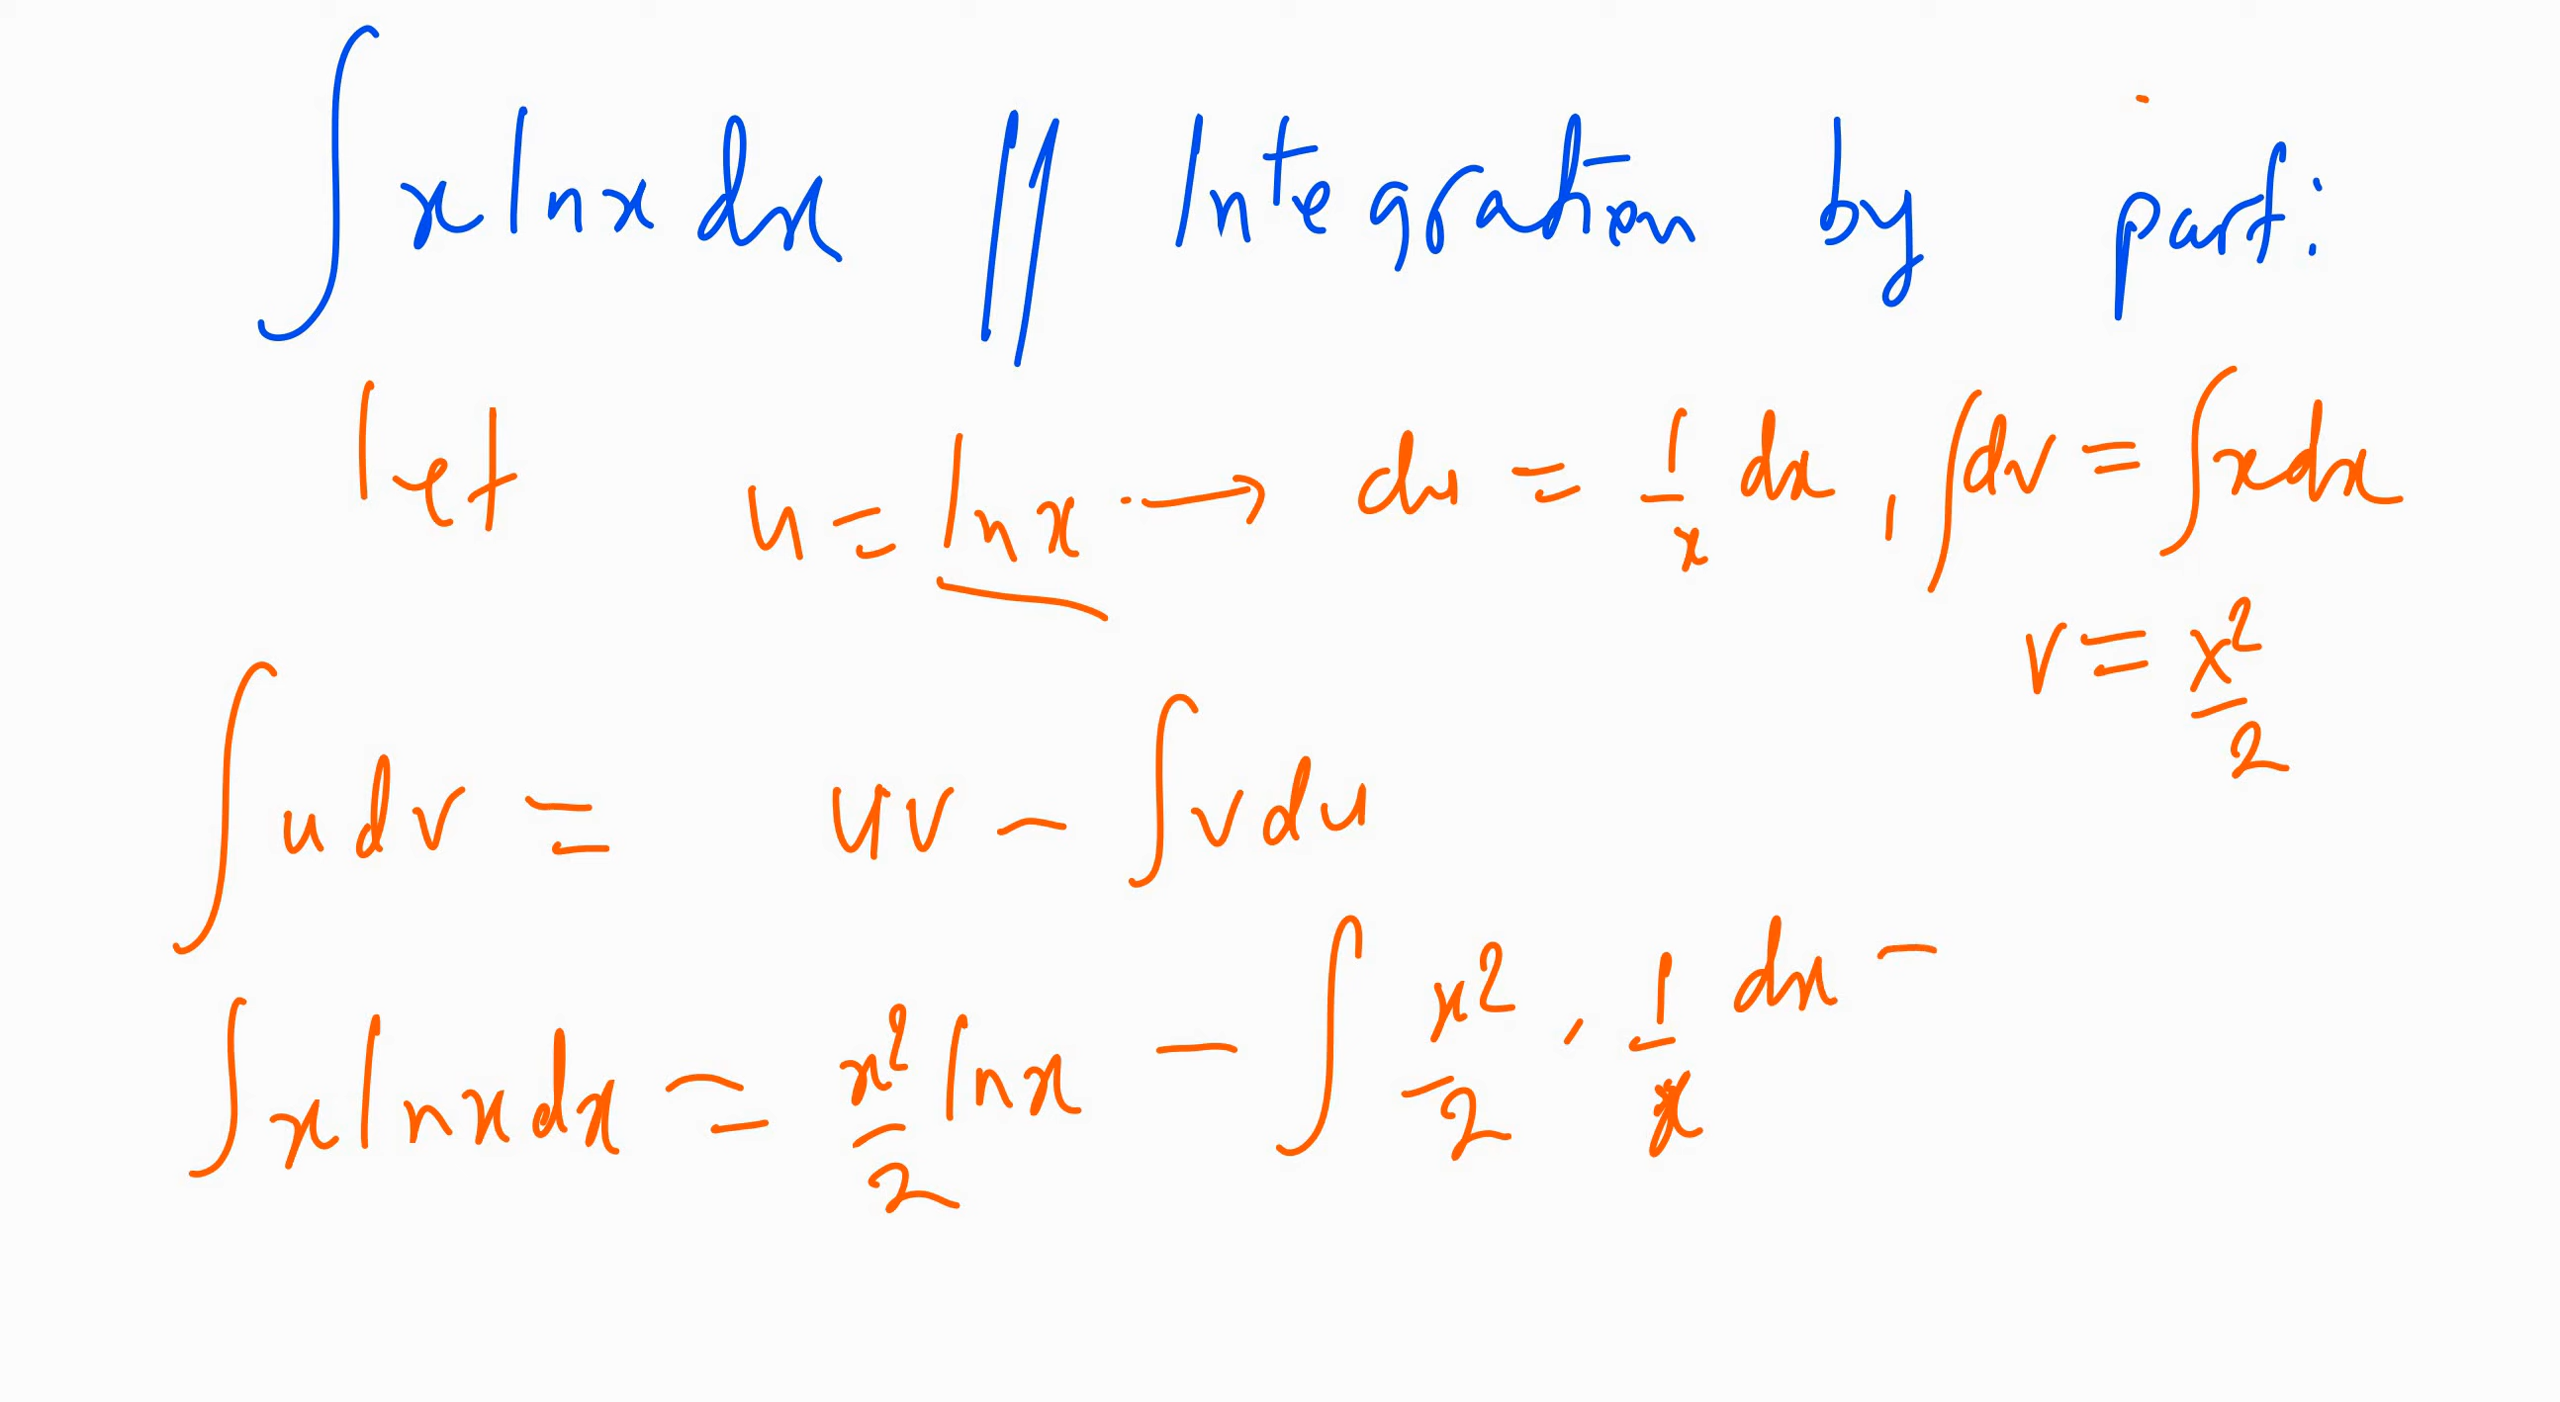 ∫ x ln x dx // Integration by part:
let u = ln x → du = 1/x dx, ∫dv = ∫x dx
v = x²/2
∫ u dv = uv − ∫ v du
∫ x ln x dx = x²/2 ln x − ∫ x²/2 · 1/x dx −